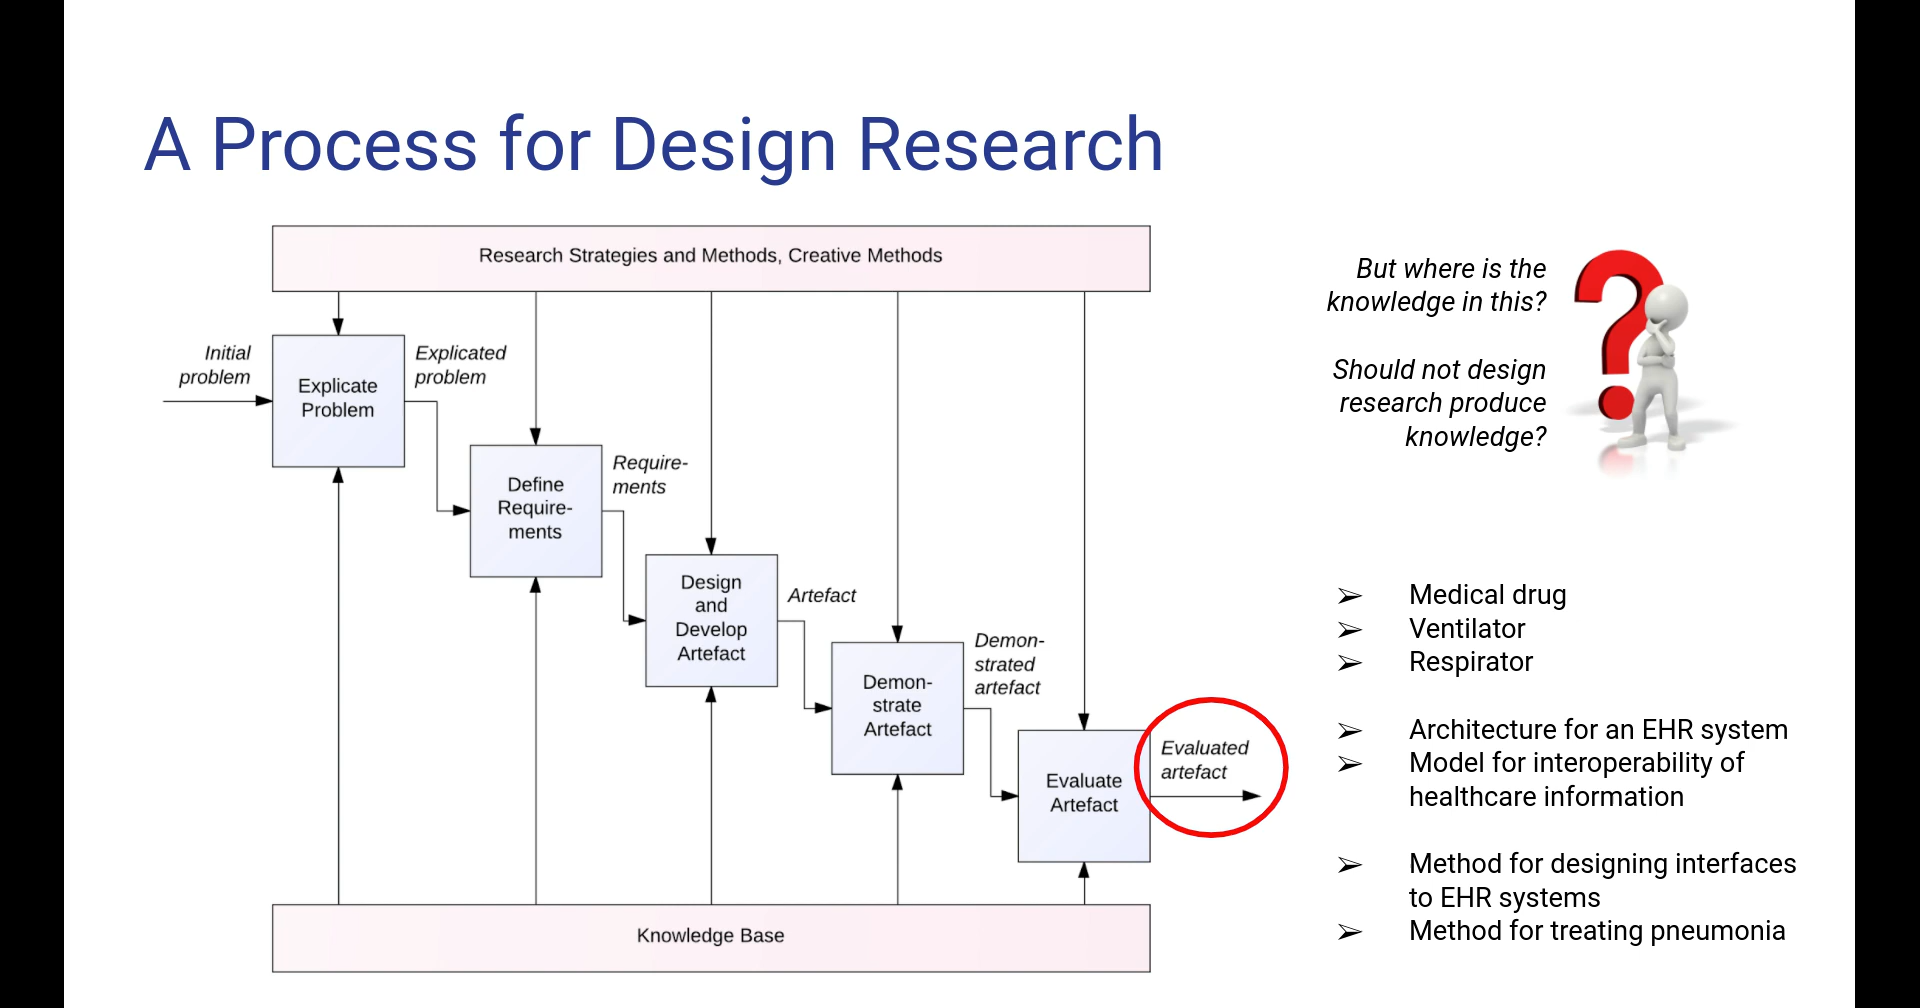 A Process for Design Research
Research Strategies and Methods, Creative Methods
Initial
problem
Explicate
Problem
Explicated
problem
Define
Require-
ments
Require-
ments
Design
and
Develop
Artefact
Artefact
Demon-
strate
Artefact
Demon-
strated
artefact
Evaluate
Artefact
Evaluated
artefact
Knowledge Base
But where is the
knowledge in this?
Should not design
research produce
knowledge?
➢ Medical drug
➢ Ventilator
➢ Respirator
➢ Architecture for an EHR system
➢ Model for interoperability of
healthcare information
➢ Method for designing interfaces
to EHR systems
➢ Method for treating pneumonia